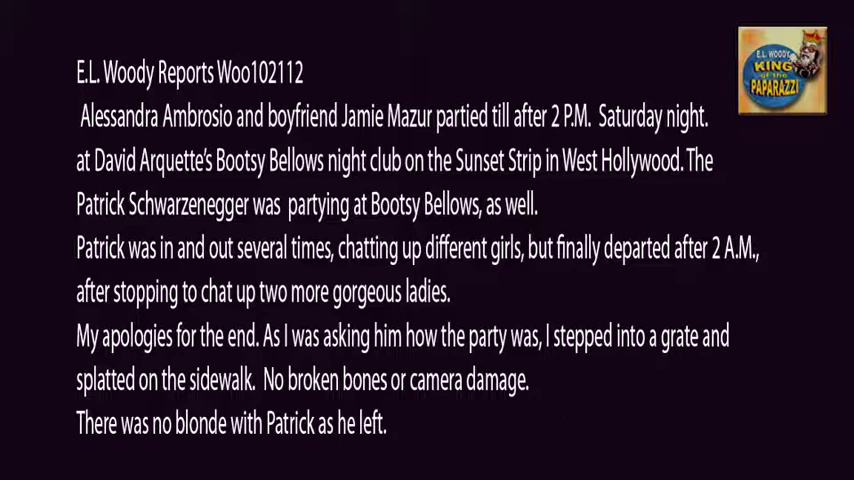 E.L. WOODY
KING
of the
PAPARAZZI
E.L. Woody Reports Woo102112
Alessandra Ambrosio and boyfriend Jamie Mazur partied till after 2 P.M. Saturday night.
at David Arquette's Bootsy Bellows night club on the Sunset Strip in West Hollywood. The
Patrick Schwarzenegger was partying at Bootsy Bellows, as well.
Patrick was in and out several times, chatting up different girls, but finally departed after 2 A.M.,
after stopping to chat up two more gorgeous ladies.
My apologies for the end. As I was asking him how the party was, I stepped into a grate and
splatted on the sidewalk. No broken bones or camera damage.
There was no blonde with Patrick as he left.